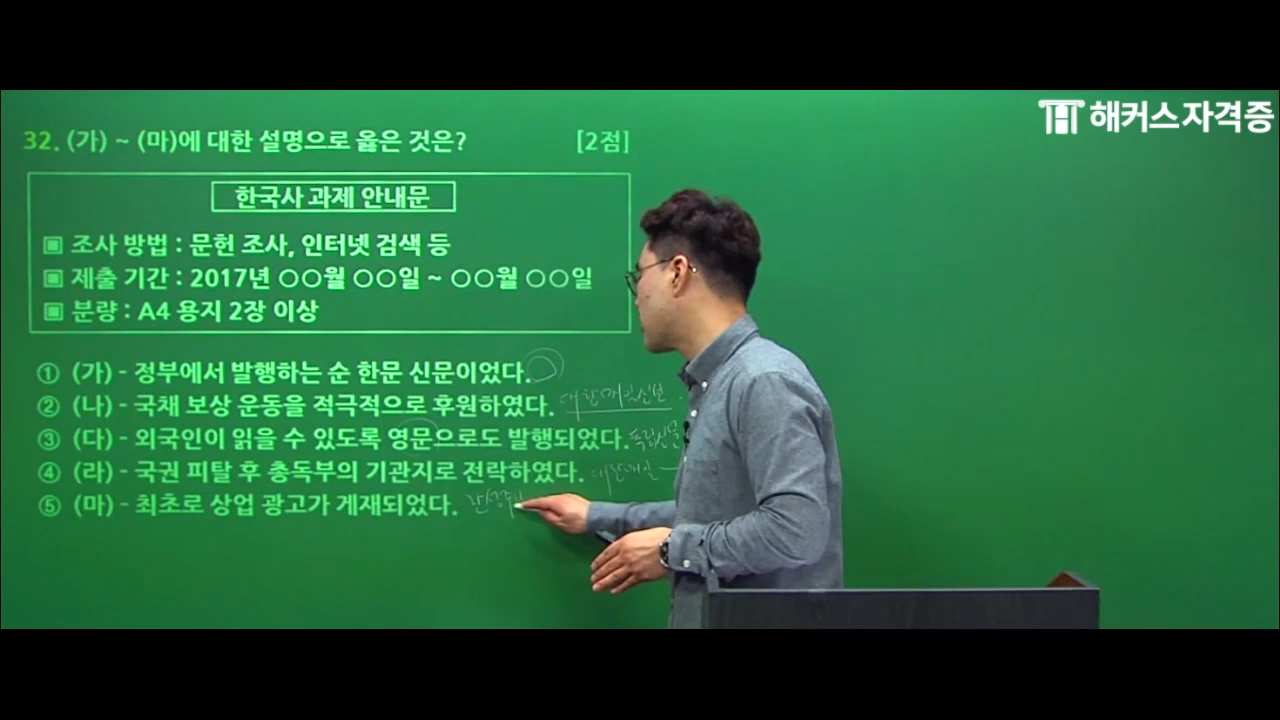 해커스자격증
32. (가) ~ (마)에 대한 설명으로 옳은 것은? [2점]
한국사 과제 안내문
▣ 조사 방법 : 문헌 조사, 인터넷 검색 등
▣ 제출 기간 : 2017년 ○○월 ○○일 ~ ○○월 ○○일
▣ 분량 : A4 용지 2장 이상
① (가) - 정부에서 발행하는 순 한문 신문이었다.
② (나) - 국채 보상 운동을 적극적으로 후원하였다. 대한매일신보
③ (다) - 외국인이 읽을 수 있도록 영문으로도 발행되었다. 독립신문
④ (라) - 국권 피탈 후 총독부의 기관지로 전락하였다. 대한매일
⑤ (마) - 최초로 상업 광고가 게재되었다. 한성주